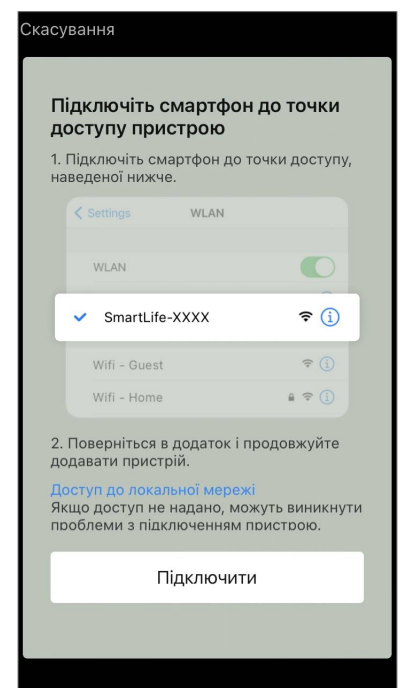 Скасування
Підключіть смартфон до точки
доступу пристрою
1. Підключіть смартфон до точки доступу,
наведеної нижче.
Settings WLAN
WLAN
SmartLife-XXXX
Wifi - Guest
Wifi - Home
2. Поверніться в додаток і продовжуйте
додавати пристрій.
Доступ до локальної мережі
Якщо доступ не надано, можуть виникнути
проблеми з підключенням пристрою.
Підключити